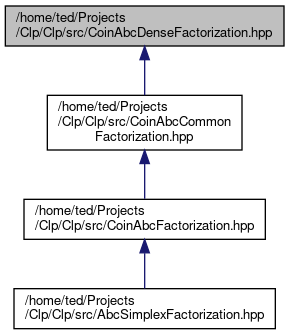 /home/ted/Projects
/Clp/Clp/src/CoinAbcDenseFactorization.hpp
/home/ted/Projects
/Clp/Clp/src/CoinAbcCommon
Factorization.hpp
/home/ted/Projects
/Clp/Clp/src/CoinAbcFactorization.hpp
/home/ted/Projects
/Clp/Clp/src/AbcSimplexFactorization.hpp